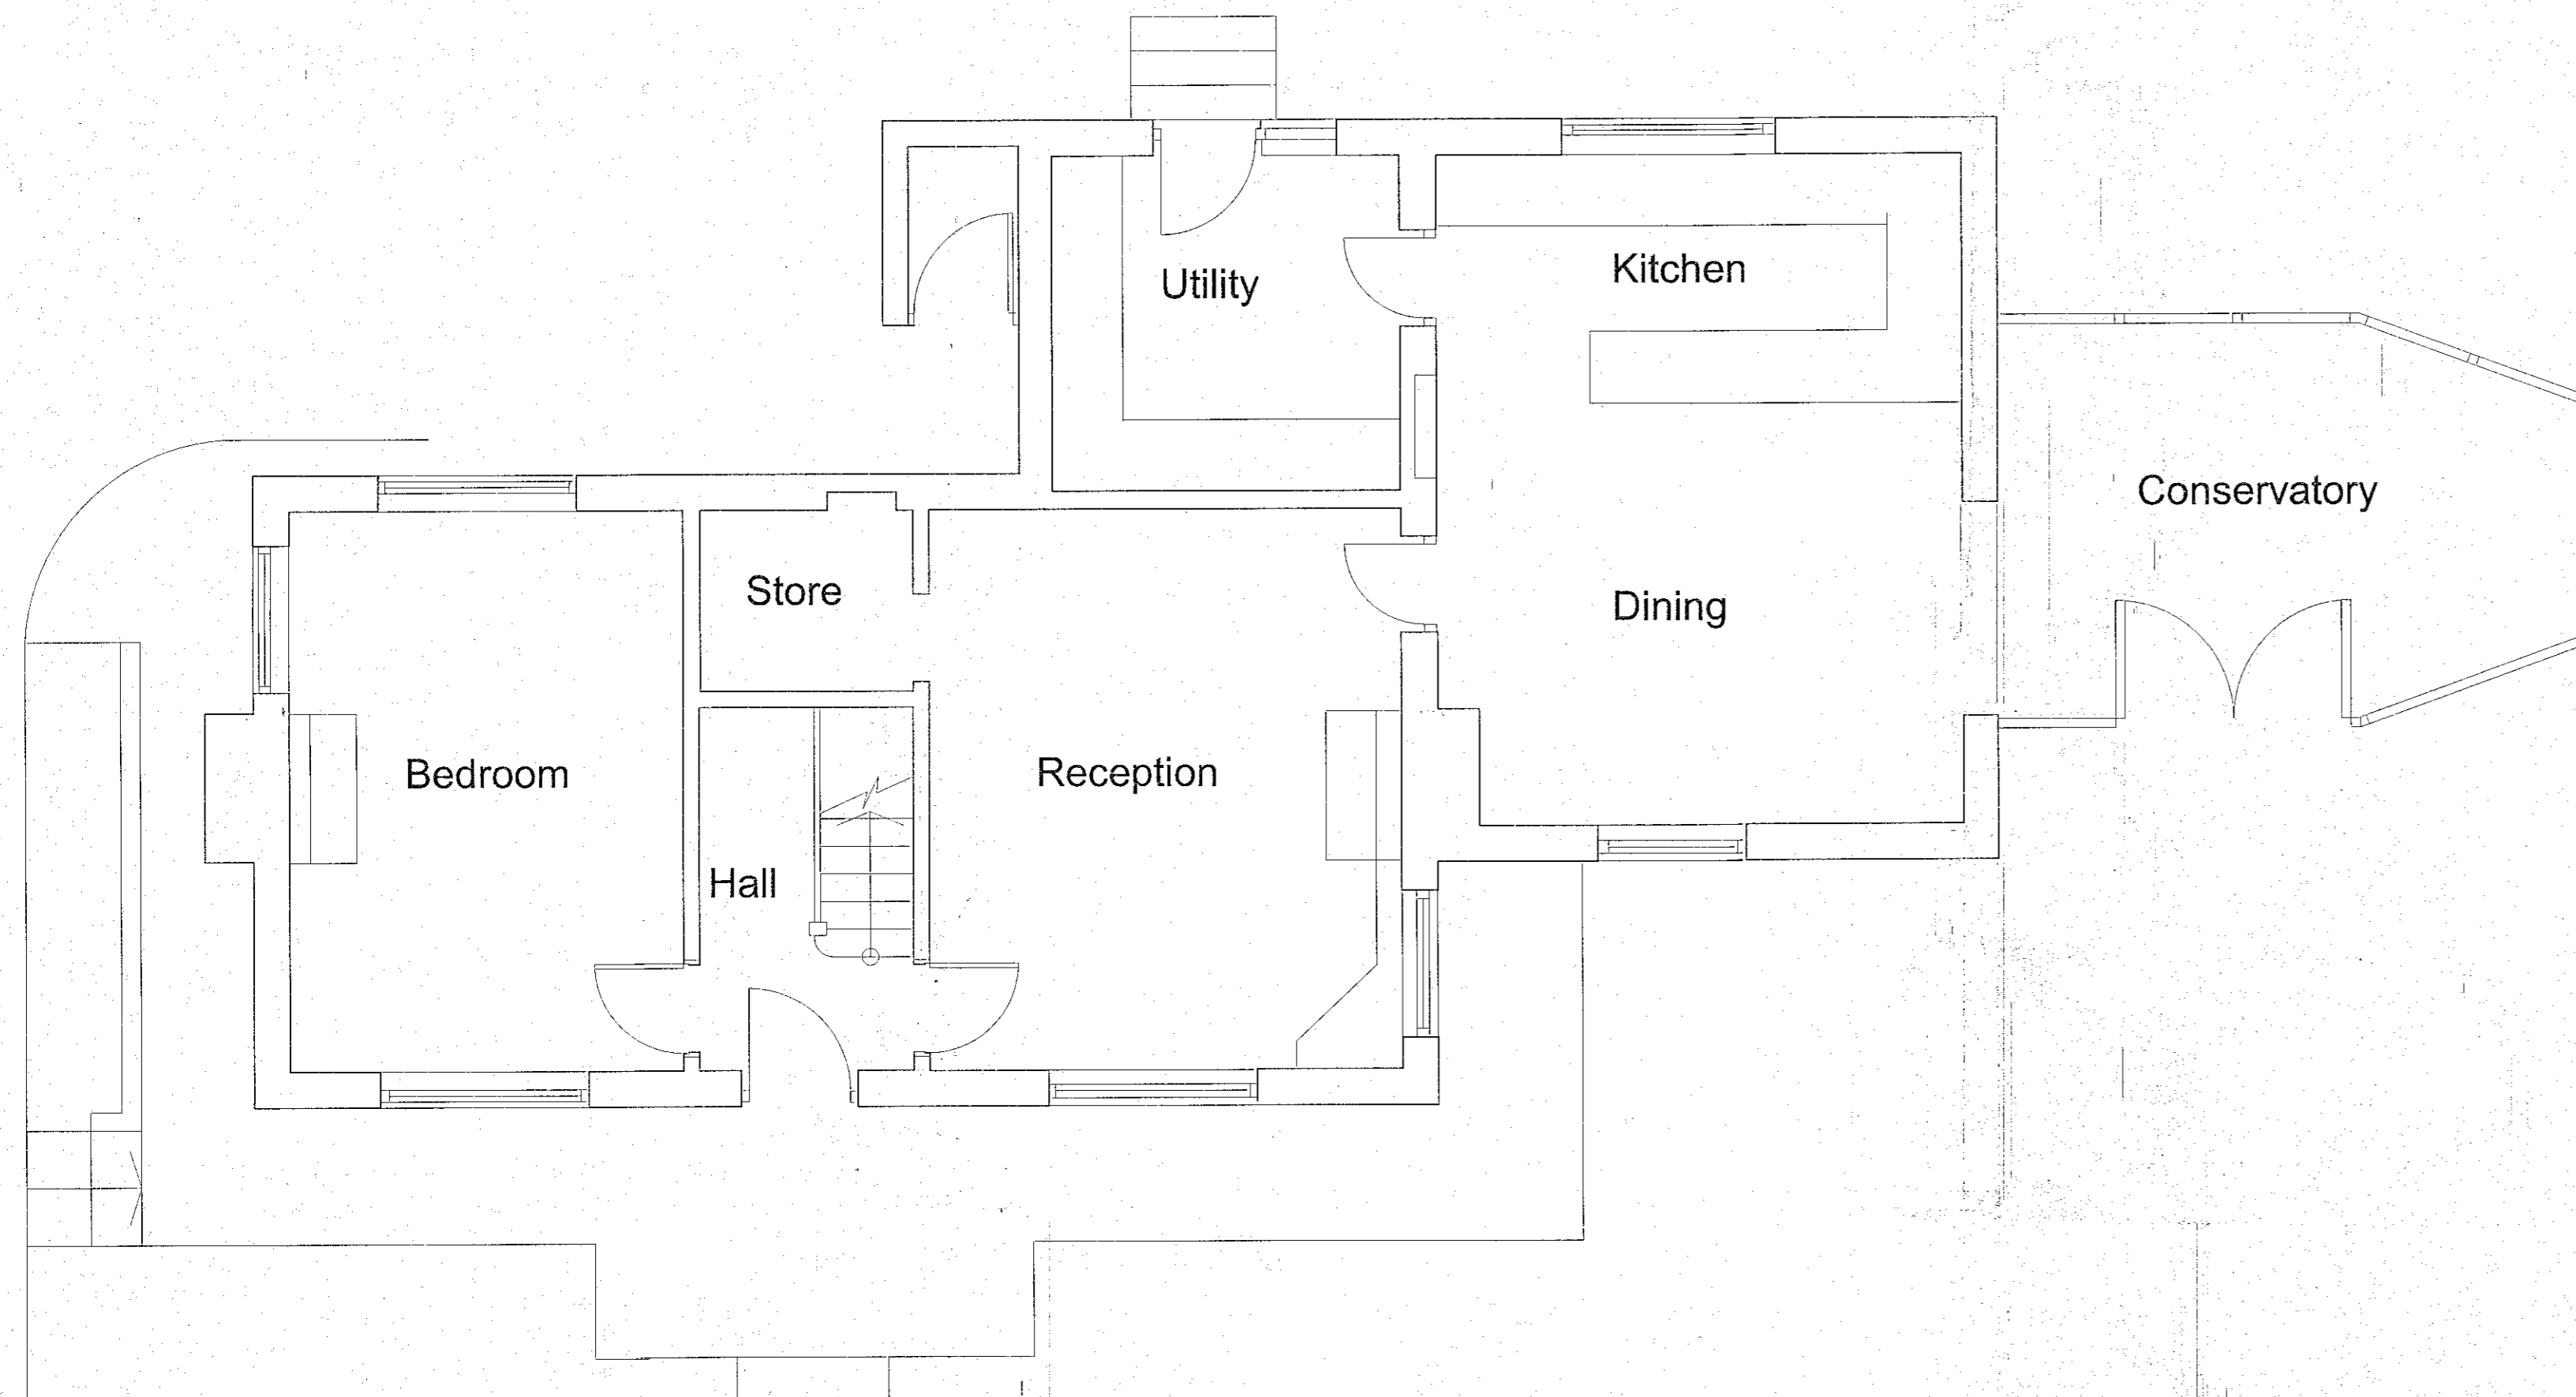 Utility
Kitchen
Conservatory
Store
Dining
Bedroom
Reception
Hall